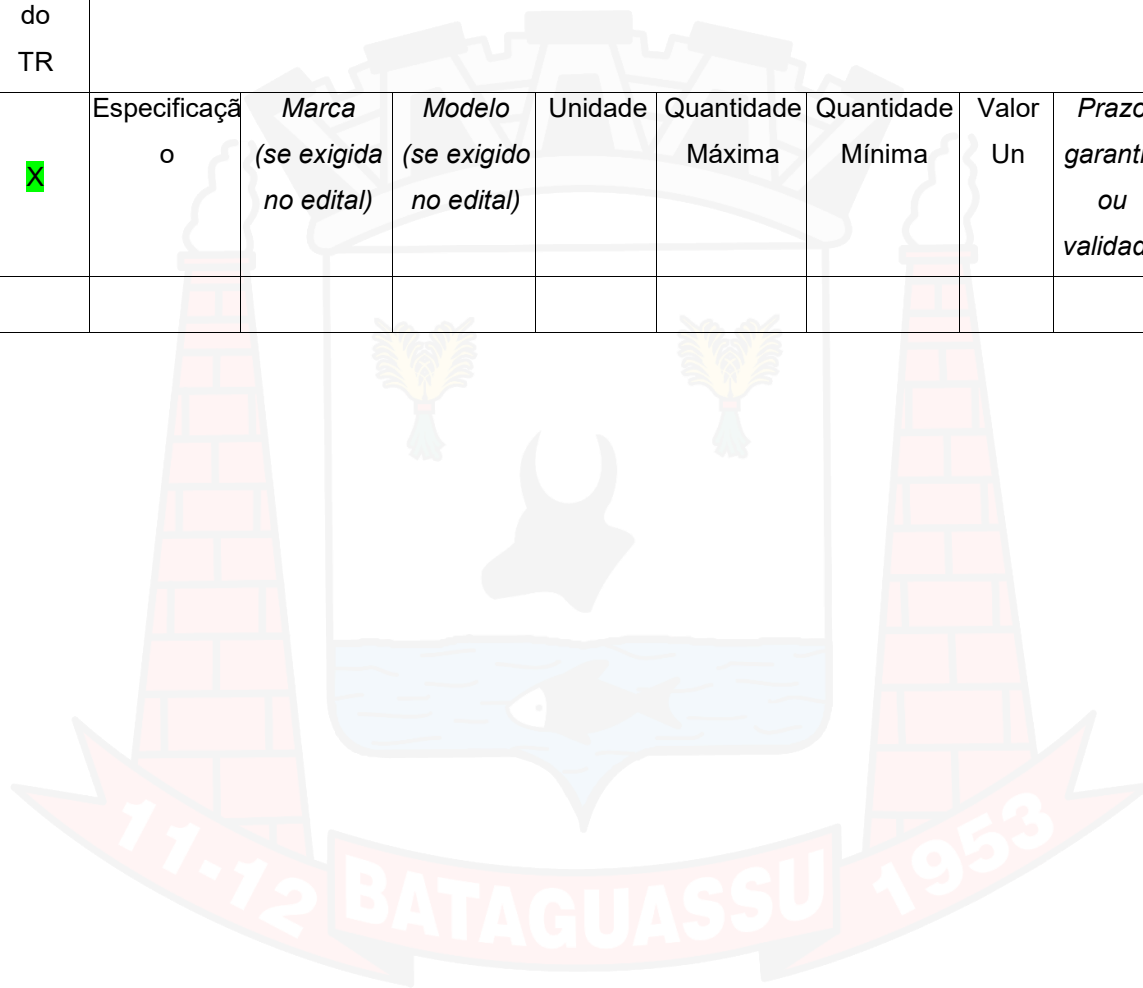 do
TR
X
Especificaçã
o
Marca
(se exigida
no edital)
Modelo
(se exigido
no edital)
Unidade
Quantidade
Máxima
Quantidade
Mínima
Valor
Un
Prazo
garanti
ou
validad
11-12
BATAGUASSU
1953